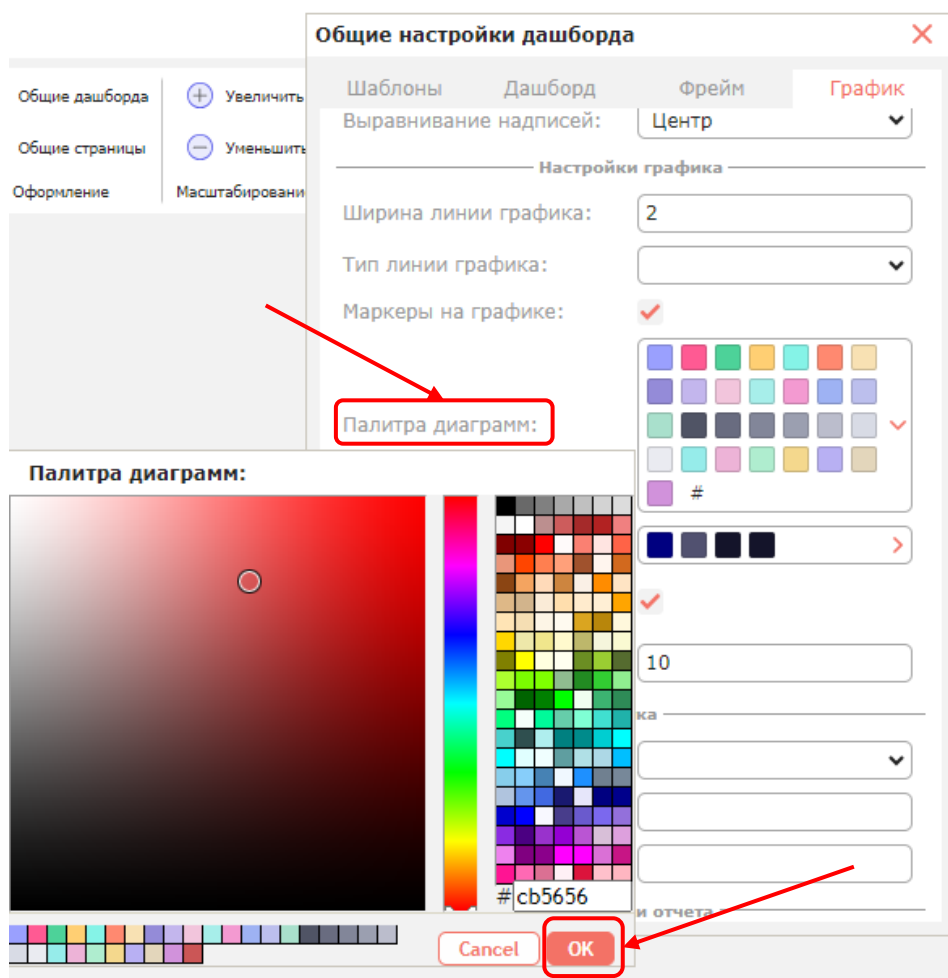 Общие настройки дашборда
Шаблоны Дашборд Фрейм График
Общие дашборда
Увеличить
Общие страницы
Уменьшить
Оформление
Масштабировани
Выравнивание надписей: Центр
Настройки графика
Ширина линии графика: 2
Тип линии графика:
Маркеры на графике:
Палитра диаграмм:
#
Палитра диаграмм:
10
ка
#cb5656
и отчета
Cancel OK